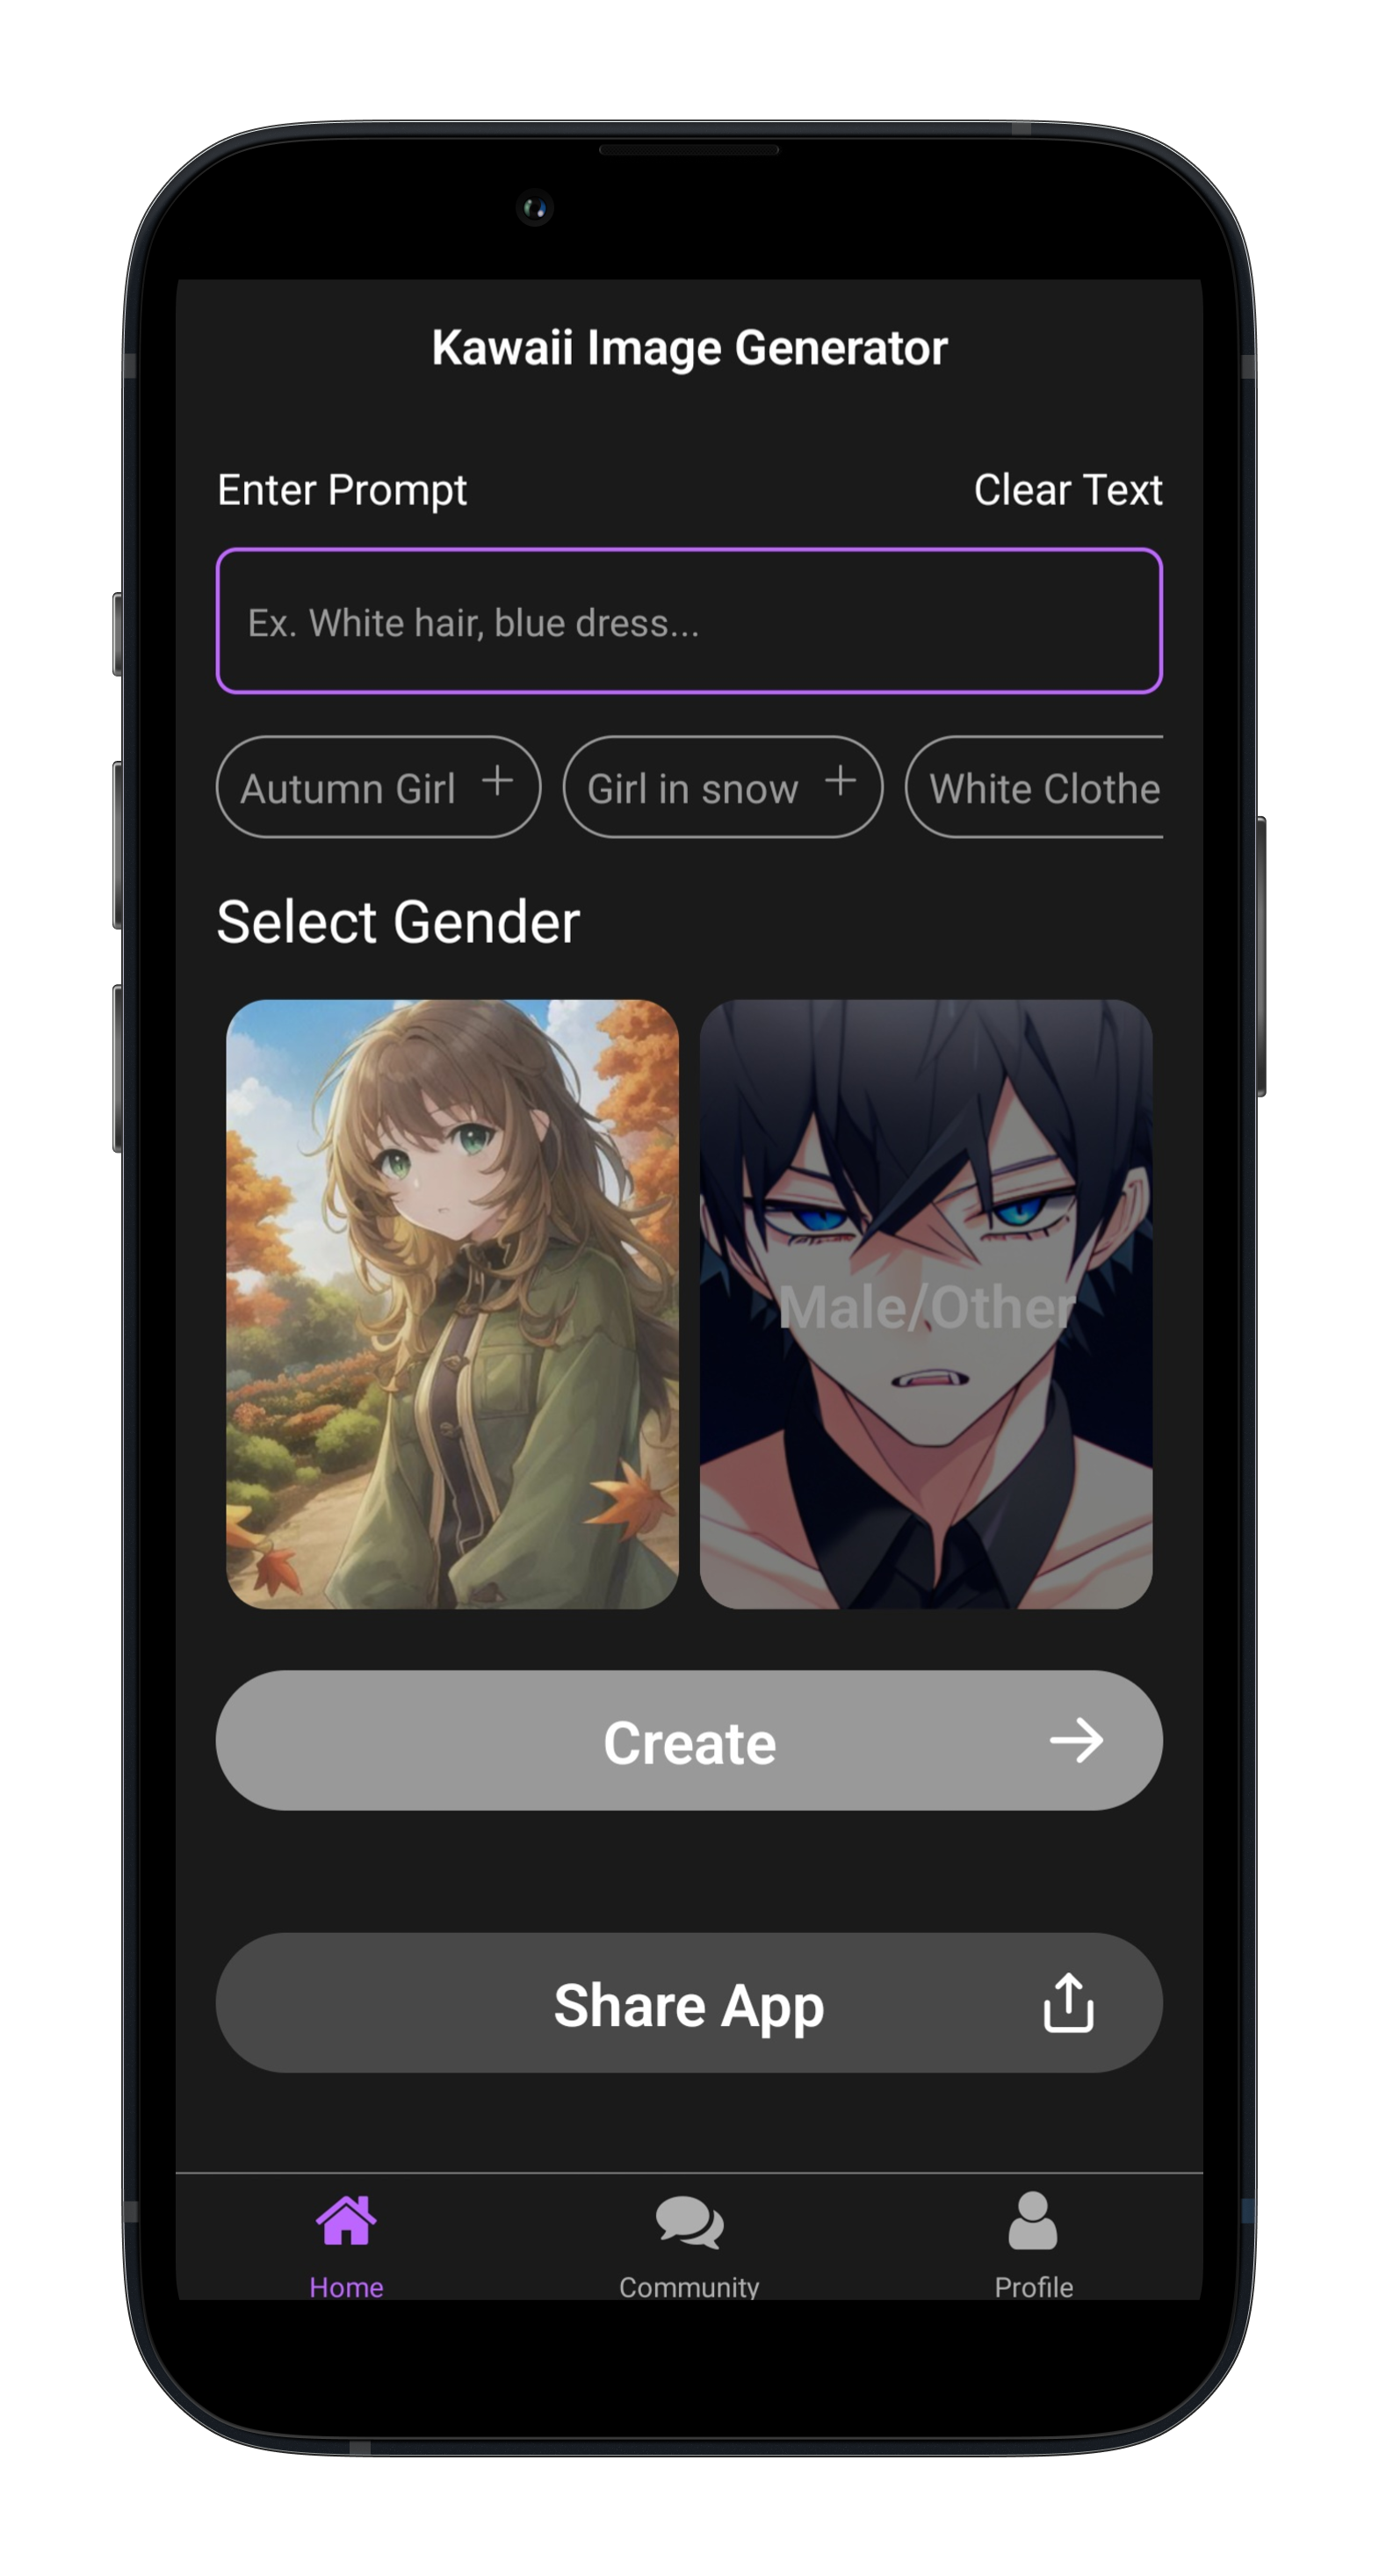 Kawaii Image Generator
Enter Prompt
Clear Text
Ex. White hair, blue dress...
Autumn Girl +
Girl in snow +
White Clothe
Select Gender
Male/Other
Create
Share App
Home
Community
Profile